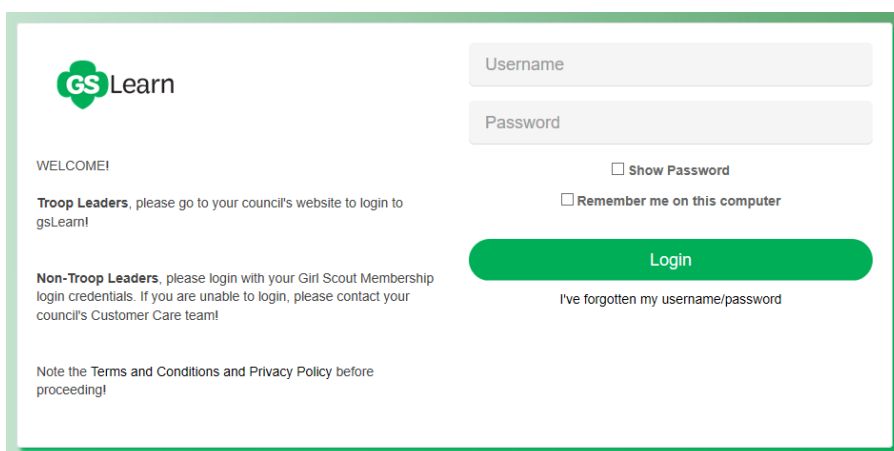 GS Learn
WELCOME!
Troop Leaders, please go to your council's website to login to
gsLearn!
Non-Troop Leaders, please login with your Girl Scout Membership
login credentials. If you are unable to login, please contact your
council's Customer Care team!
Note the Terms and Conditions and Privacy Policy before
proceeding!
Username
Password
Show Password
Remember me on this computer
Login
I've forgotten my username/password